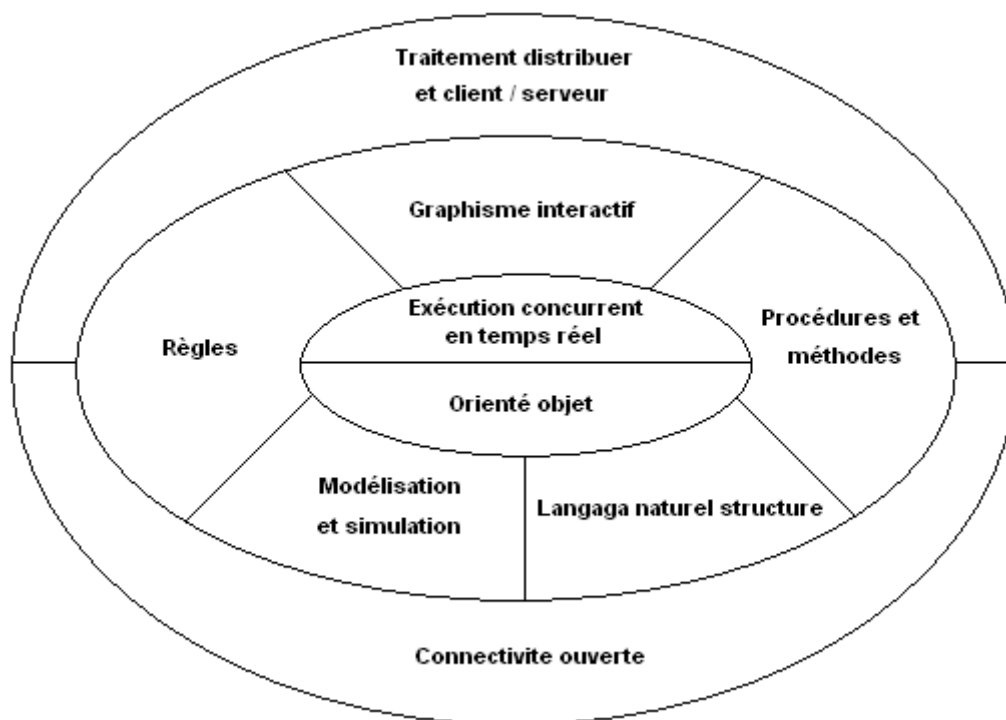 Traitement distribuer
et client / serveur
Graphisme interactif
Exécution concurrent
en temps réel
Règles
Procédures et
méthodes
Orienté objet
Modélisation
et simulation
Langaga naturel structure
Connectivite ouverte